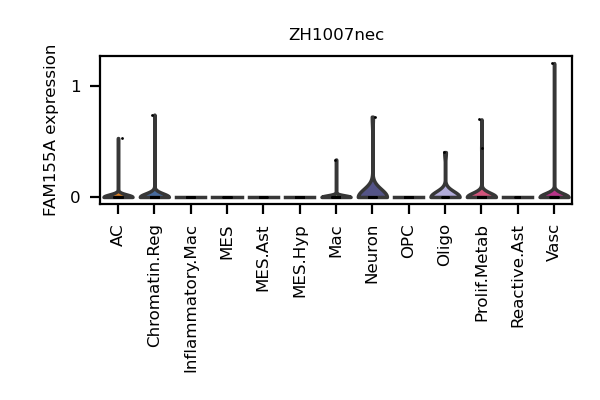 ZH1007nec
FAM155A expression
1
0
AC
Chromatin.Reg
Inflammatory.Mac
MES
MES.Ast
MES.Hyp
Mac
Neuron
OPC
Oligo
Prolif.Metab
Reactive.Ast
Vasc